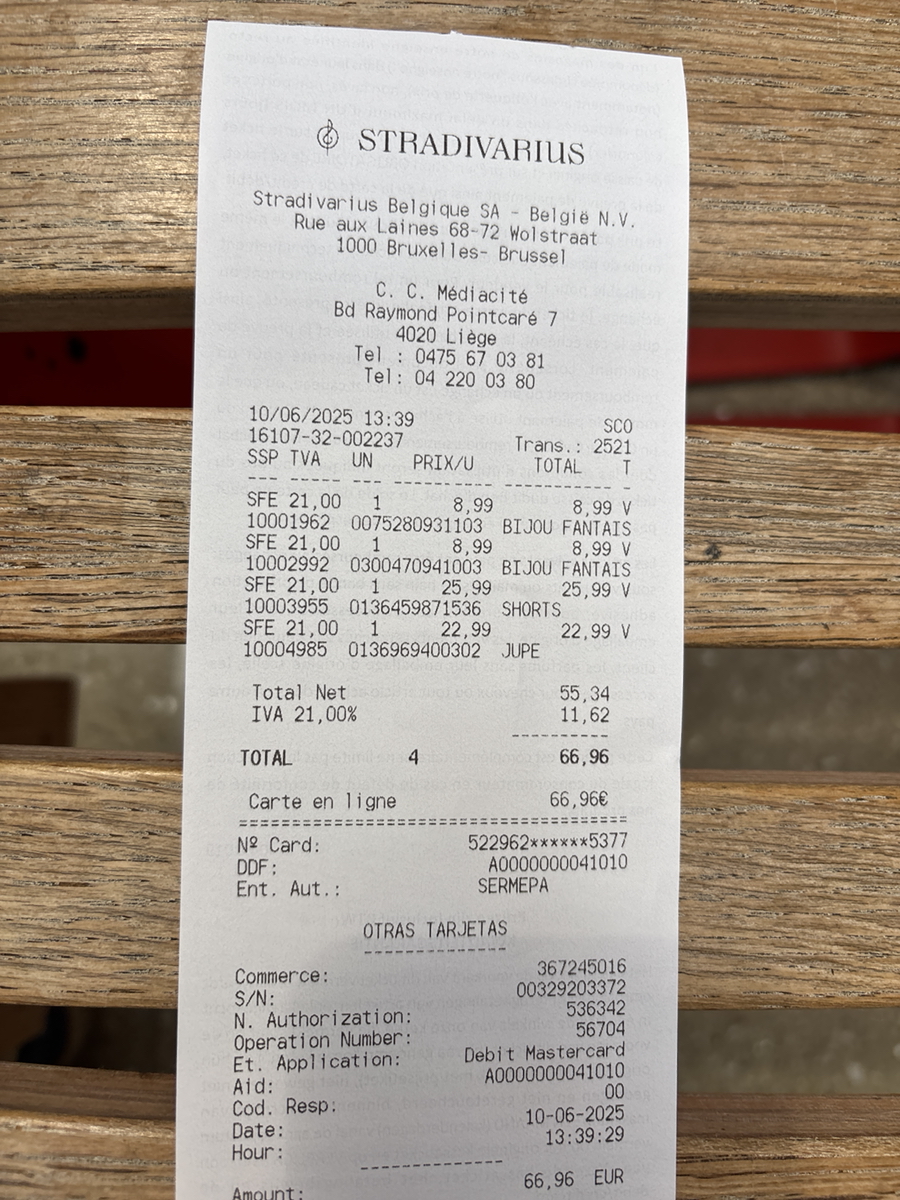 STRADIVARIUS
Stradivarius Belgique SA - België N.V.
Rue aux Laines 68-72 Wolstraat
1000 Bruxelles- Brussel
C. C. Médiacité
Bd Raymond Pointcaré 7
4020 Liège
Tel : 0475 67 03 81
Tel: 04 220 03 80
10/06/2025 13:39 SCO
16107-32-002237 Trans.: 2521
SSP TVA UN PRIX/U TOTAL T
--- ----- -- ------------ ----------- -
SFE 21,00 1 8,99 8,99 V
10001962 0075280931103 BIJOU FANTAIS
SFE 21,00 1 8,99 8,99 V
10002992 0300470941003 BIJOU FANTAIS
SFE 21,00 1 25,99 25,99 V
10003955 0136459871536 SHORTS
SFE 21,00 1 22,99 22,99 V
10004985 0136969400302 JUPE
Total Net 55,34
IVA 21,00% 11,62
---------
TOTAL 4 66,96
Carte en ligne 66,96€
=====================================
Nº Card: 522962******5377
DDF: A0000000041010
Ent. Aut.: SERMEPA
OTRAS TARJETAS
--------------
Commerce: 367245016
S/N: 00329203372
N. Authorization: 536342
Operation Number: 56704
Et. Application: Debit Mastercard
Aid: A0000000041010
Cod. Resp: 00
Date: 10-06-2025
Hour: 13:39:29
--------------
Amount: 66,96 EUR